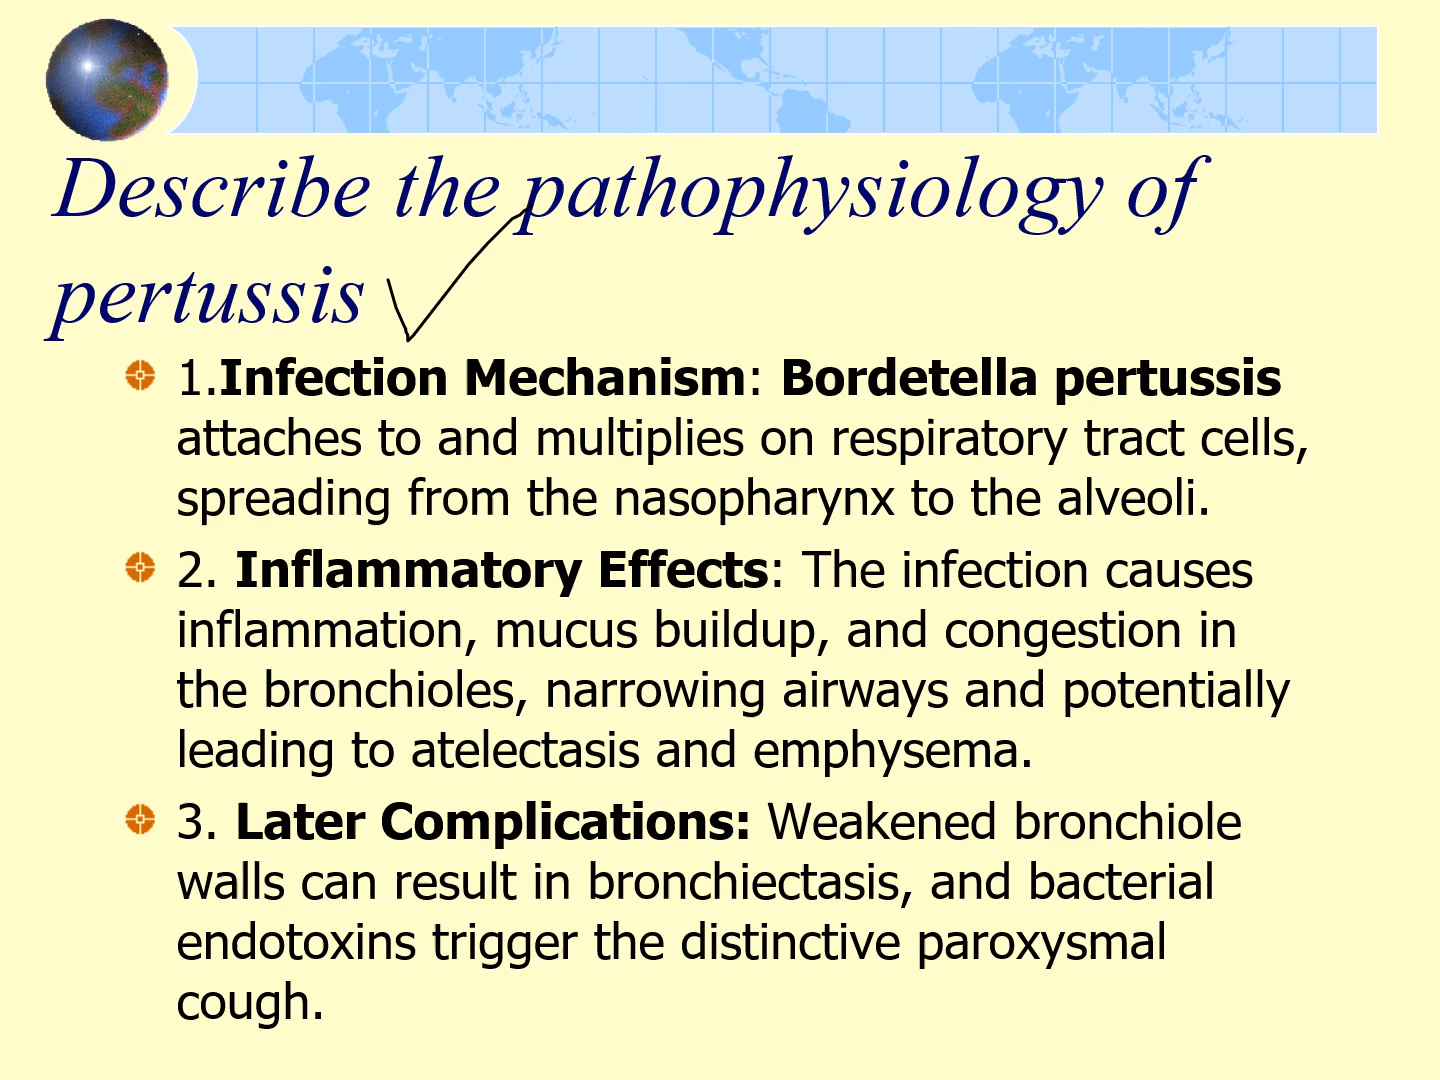 Describe the pathophysiology of
pertussis
1.Infection Mechanism: Bordetella pertussis
attaches to and multiplies on respiratory tract cells,
spreading from the nasopharynx to the alveoli.
2. Inflammatory Effects: The infection causes
inflammation, mucus buildup, and congestion in
the bronchioles, narrowing airways and potentially
leading to atelectasis and emphysema.
3. Later Complications: Weakened bronchiole
walls can result in bronchiectasis, and bacterial
endotoxins trigger the distinctive paroxysmal
cough.